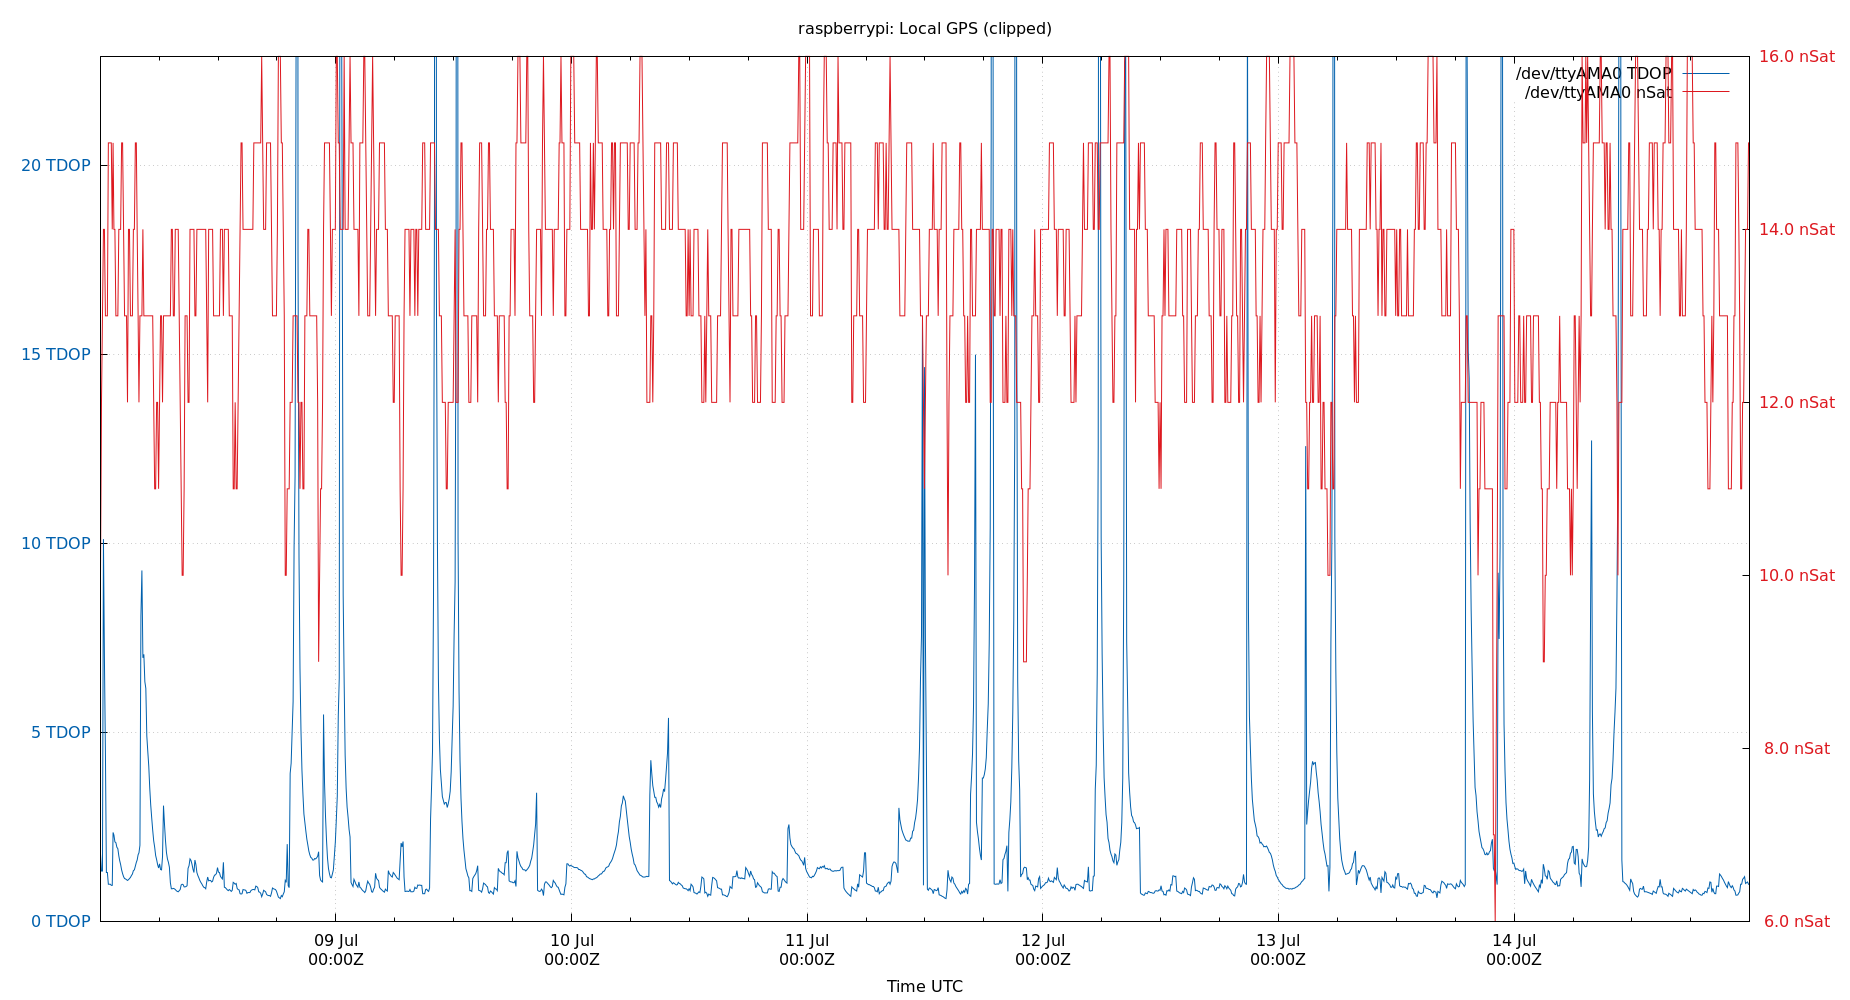 raspberrypi: Local GPS (clipped)
16.0 nSat
/dev/ttyAMA0 TDOP
/dev/ttyAMA0 nSat
20 TDOP
14.0 nSat
15 TDOP
12.0 nSat
10 TDOP
10.0 nSat
5 TDOP
8.0 nSat
0 TDOP
6.0 nSat
09 Jul 10 Jul 11 Jul 12 Jul 13 Jul 14 Jul
00:00Z 00:00Z 00:00Z 00:00Z 00:00Z 00:00Z
Time UTC